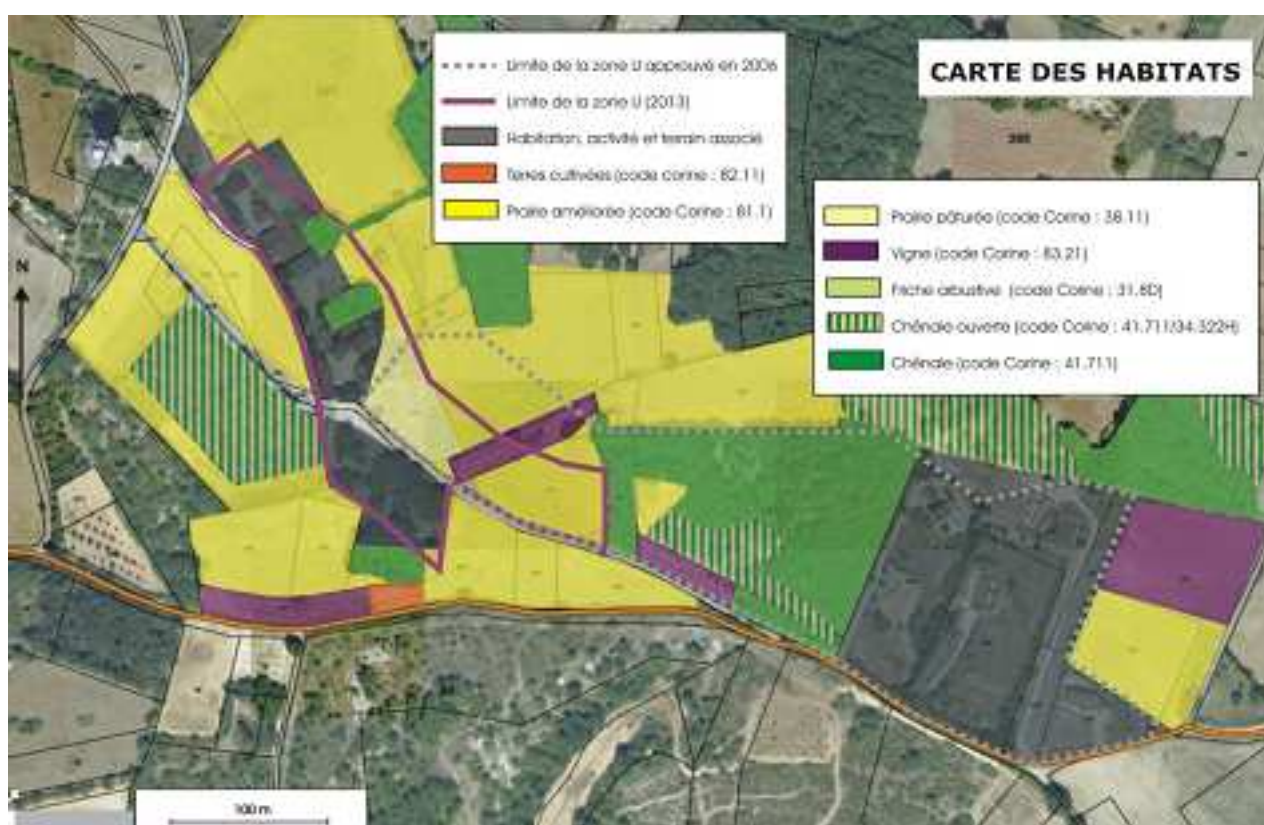 CARTE DES HABITATS
Limite de la zone U approuvé en 2006
Limite de la zone U (2013)
Habitation, activité et terrain associé
Terres cultivées (code corine : 82.11)
Prairie améliorée (code Corine : 81.1)
Prairie pâturée (code Corine : 38.11)
Vigne (code Corine : 83.21)
Friche arbustive (code Corine : 31.8D)
Chênaie ouverte (code Corine : 41.711/34.322H)
Chênaie (code Corine : 41.711)
N
100 m